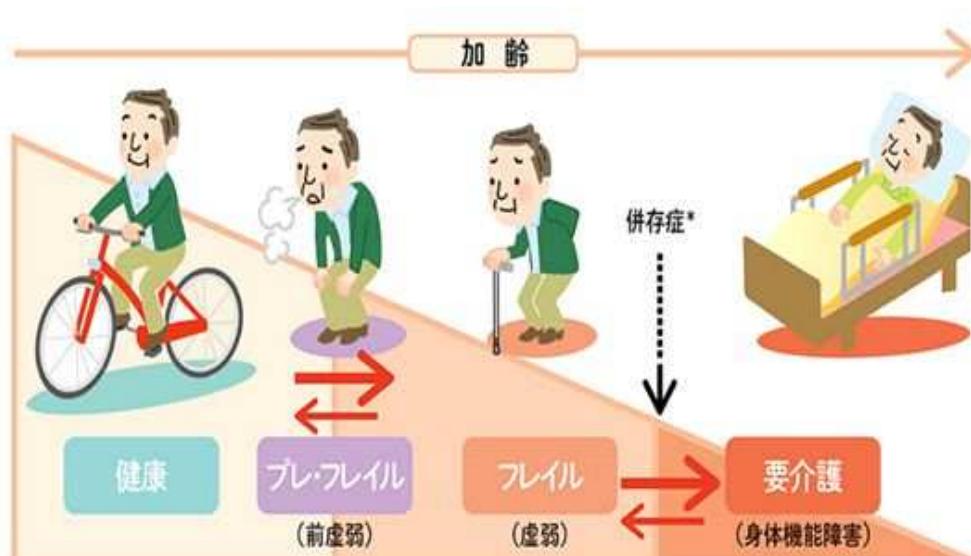 加 齢
併存症*
健康
プレ・フレイル
(前虚弱)
フレイル
(虚弱)
要介護
(身体機能障害)